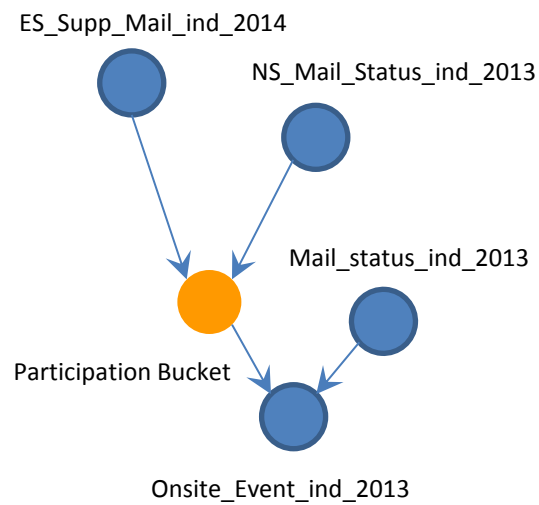 ES_Supp_Mail_ind_2014
NS_Mail_Status_ind_2013
Mail_status_ind_2013
Participation Bucket
Onsite_Event_ind_2013